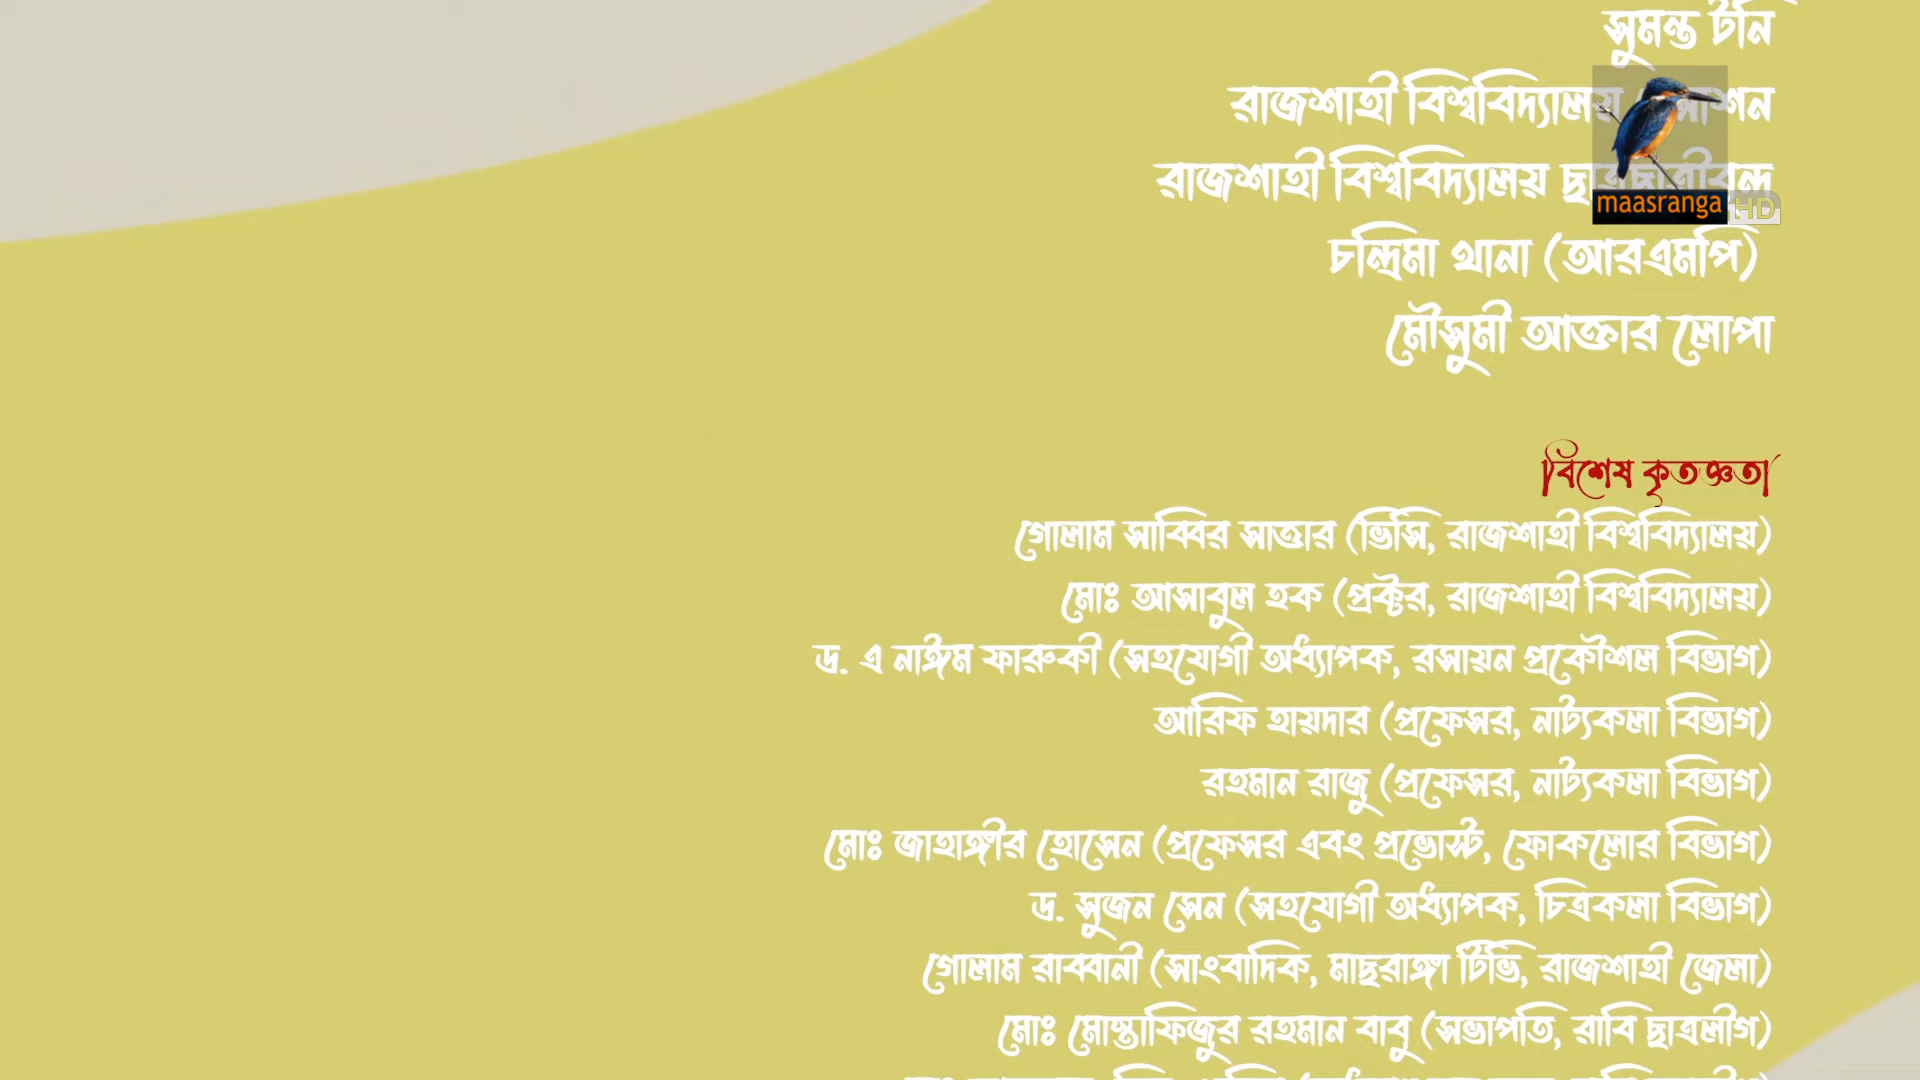 সুমন্ত টনি
রাজশাহী বিশ্ববিদ্যালয়
রাজশাহী বিশ্ববিদ্যালয় ছাত্রছাত্রীবৃন্দ
maasranga HD
চন্দ্রিমা থানা (আরএমপি)
মৌসুমী আক্তার লোপা
বিশেষ কৃতজ্ঞতা
গোলাম সাব্বির সাত্তার (ভিসি, রাজশাহী বিশ্ববিদ্যালয়)
মোঃ আসাবুল হক (প্রক্টর, রাজশাহী বিশ্ববিদ্যালয়)
ড. এ নাঈম ফারুকী (সহযোগী অধ্যাপক, রসায়ন প্রকৌশল বিভাগ)
আরিফ হায়দার (প্রফেসর, নাট্যকলা বিভাগ)
রহমান রাজু (প্রফেসর, নাট্যকলা বিভাগ)
মোঃ জাহাঙ্গীর হোসেন (প্রফেসর এবং প্রভোস্ট, ফোকলোর বিভাগ)
ড. সুজন সেন (সহযোগী অধ্যাপক, চিত্রকলা বিভাগ)
গোলাম রাব্বানী (সাংবাদিক, মাছরাঙ্গা টিভি, রাজশাহী জেলা)
মোঃ মোস্তাফিজুর রহমান বাবু (সভাপতি, রাবি ছাত্রলীগ)